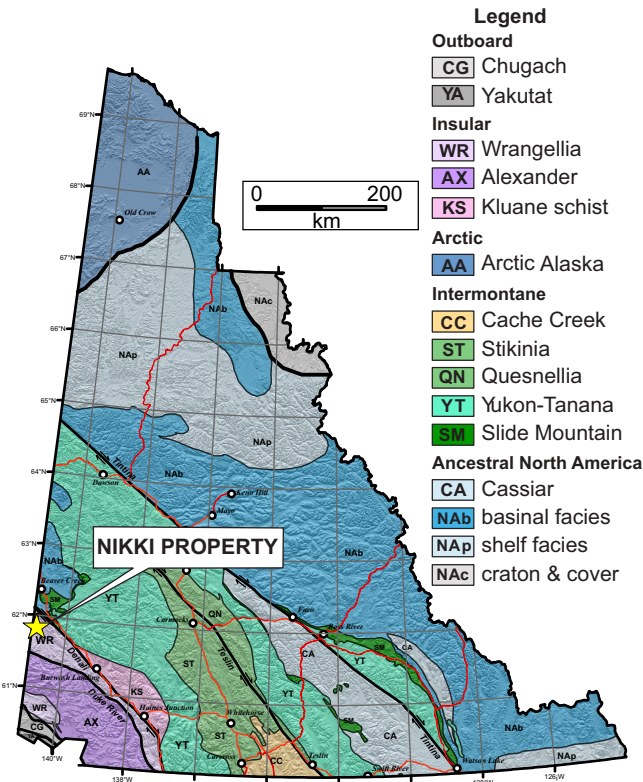 Legend
Outboard
CG Chugach
YA Yakutat
Insular
WR Wrangellia
AX Alexander
KS Kluane schist
Arctic
AA Arctic Alaska
Intermontane
CC Cache Creek
ST Stikinia
QN Quesnellia
YT Yukon-Tanana
SM Slide Mountain
Ancestral North America
CA Cassiar
NAb basinal facies
NAp shelf facies
NAc craton & cover
0 200
km
69°N
AA
68°N
Old Crow
67°N
NAc
NAb
66°N
NAp
65°N
NAp
Tintina
64°N
NAb
Dawson
Keno Hill
Mayo
63°N
NIKKI PROPERTY
NAb
NAb
Beaver Creek
SM
YT
62°N
QN
Faro
Carmacks
Ross River
WR
CA
SM
CA
Denali
ST
Teslin
YT
61°N
Burwash Landing
Duke River
KS
YT
WR
Haines Junction
Whitehorse
AX
SM
CG
ST
CA
Tintina
NAb
YT
Carcross
CC
Teslin
Swift River
Watson Lake
NAp
140°W
138°W
126°W